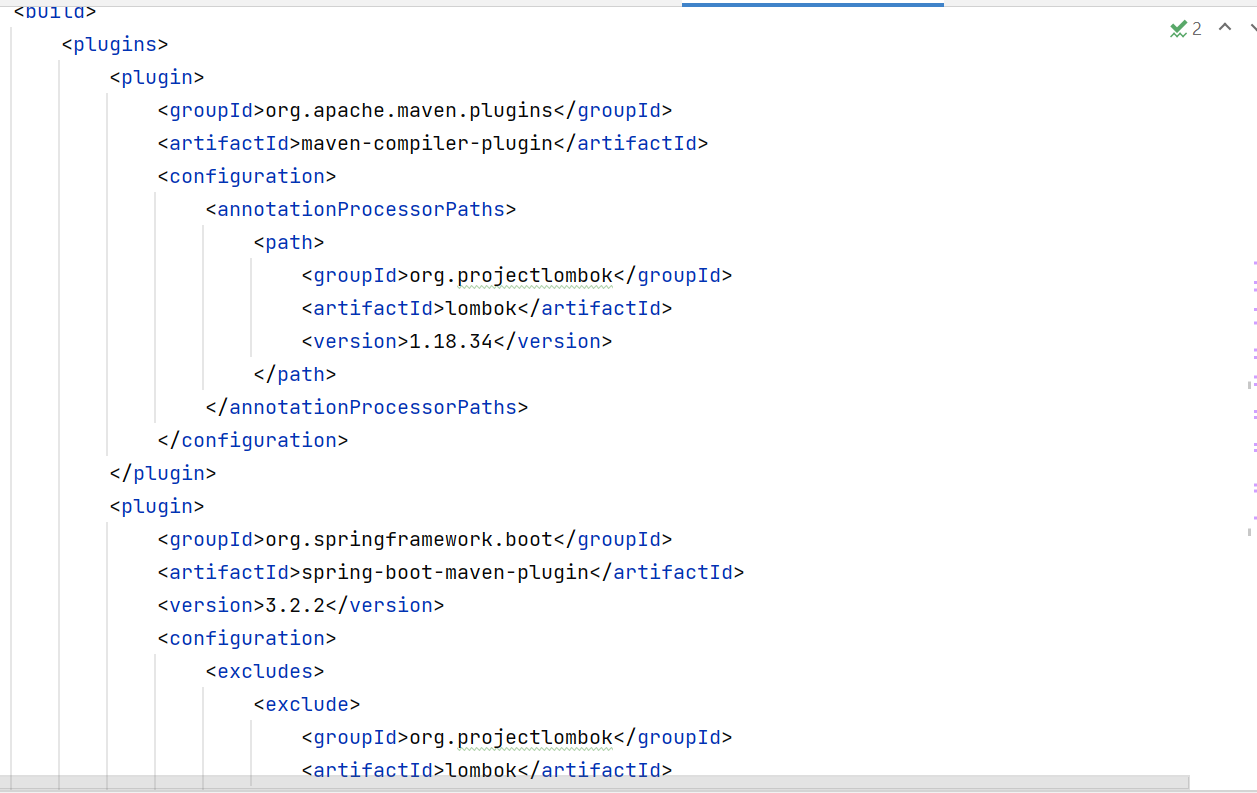 <build>
<plugins>
<plugin>
<groupId>org.apache.maven.plugins</groupId>
<artifactId>maven-compiler-plugin</artifactId>
<configuration>
<annotationProcessorPaths>
<path>
<groupId>org.projectlombok</groupId>
<artifactId>lombok</artifactId>
<version>1.18.34</version>
</path>
</annotationProcessorPaths>
</configuration>
</plugin>
<plugin>
<groupId>org.springframework.boot</groupId>
<artifactId>spring-boot-maven-plugin</artifactId>
<version>3.2.2</version>
<configuration>
<excludes>
<exclude>
<groupId>org.projectlombok</groupId>
<artifactId>lombok</artifactId>
2